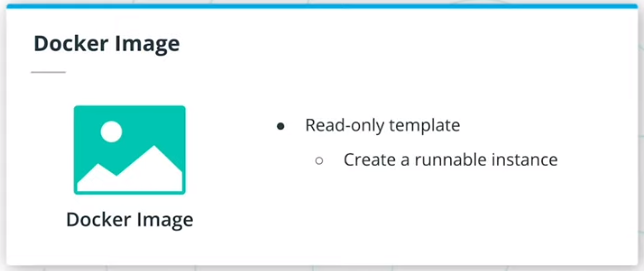 Docker Image
● Read-only template
○ Create a runnable instance
Docker Image